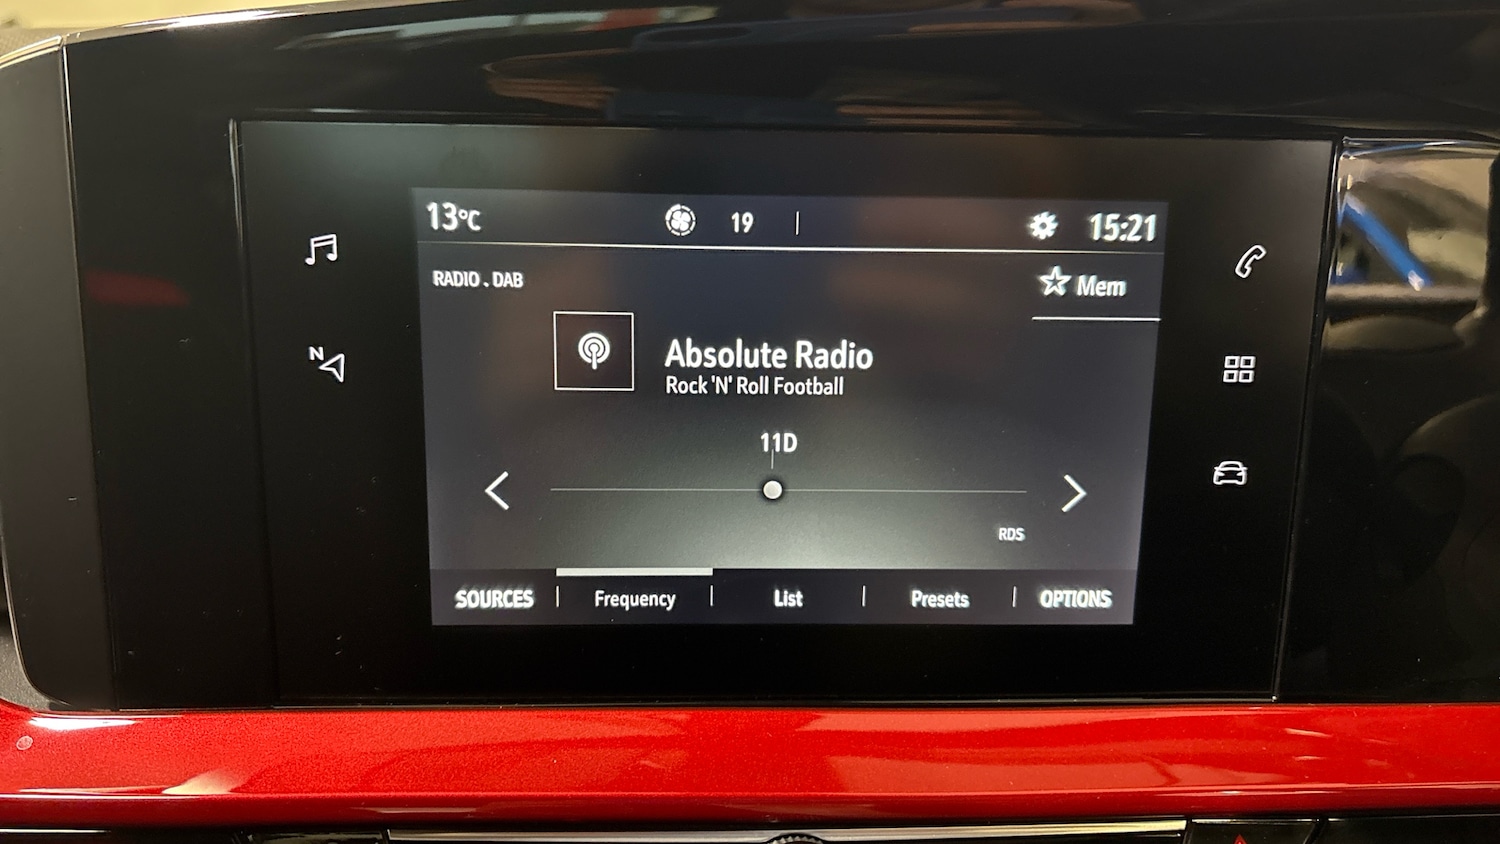 13°C 19 15:21
RADIO . DAB
Mem
Absolute Radio
Rock 'N' Roll Football
11D
RDS
SOURCES Frequency List Presets OPTIONS
N